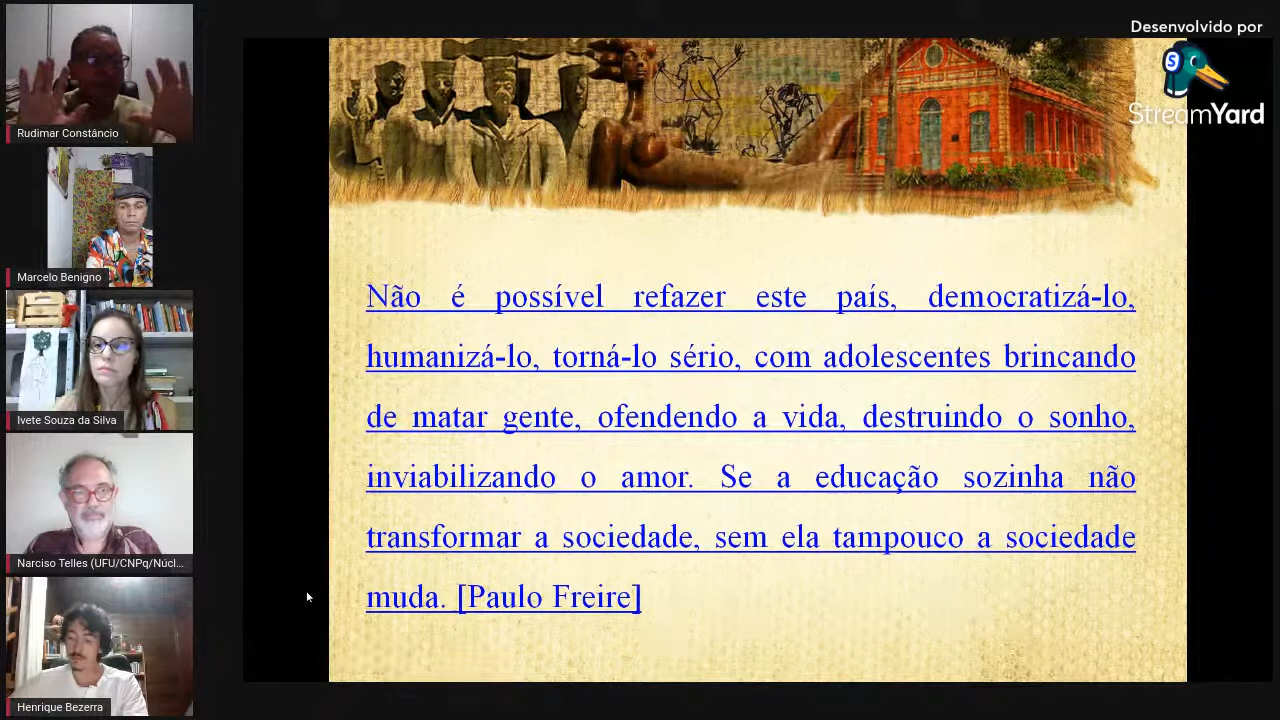 Desenvolvido por
S
StreamYard
Rudimar Constâncio
Marcelo Benigno
Ivete Souza da Silva
Narciso Telles (UFU/CNPq/Núcl...
Henrique Bezerra
Não é possível refazer este país, democratizá-lo,
humanizá-lo, torná-lo sério, com adolescentes brincando
de matar gente, ofendendo a vida, destruindo o sonho,
inviabilizando o amor. Se a educação sozinha não
transformar a sociedade, sem ela tampouco a sociedade
muda. [Paulo Freire]